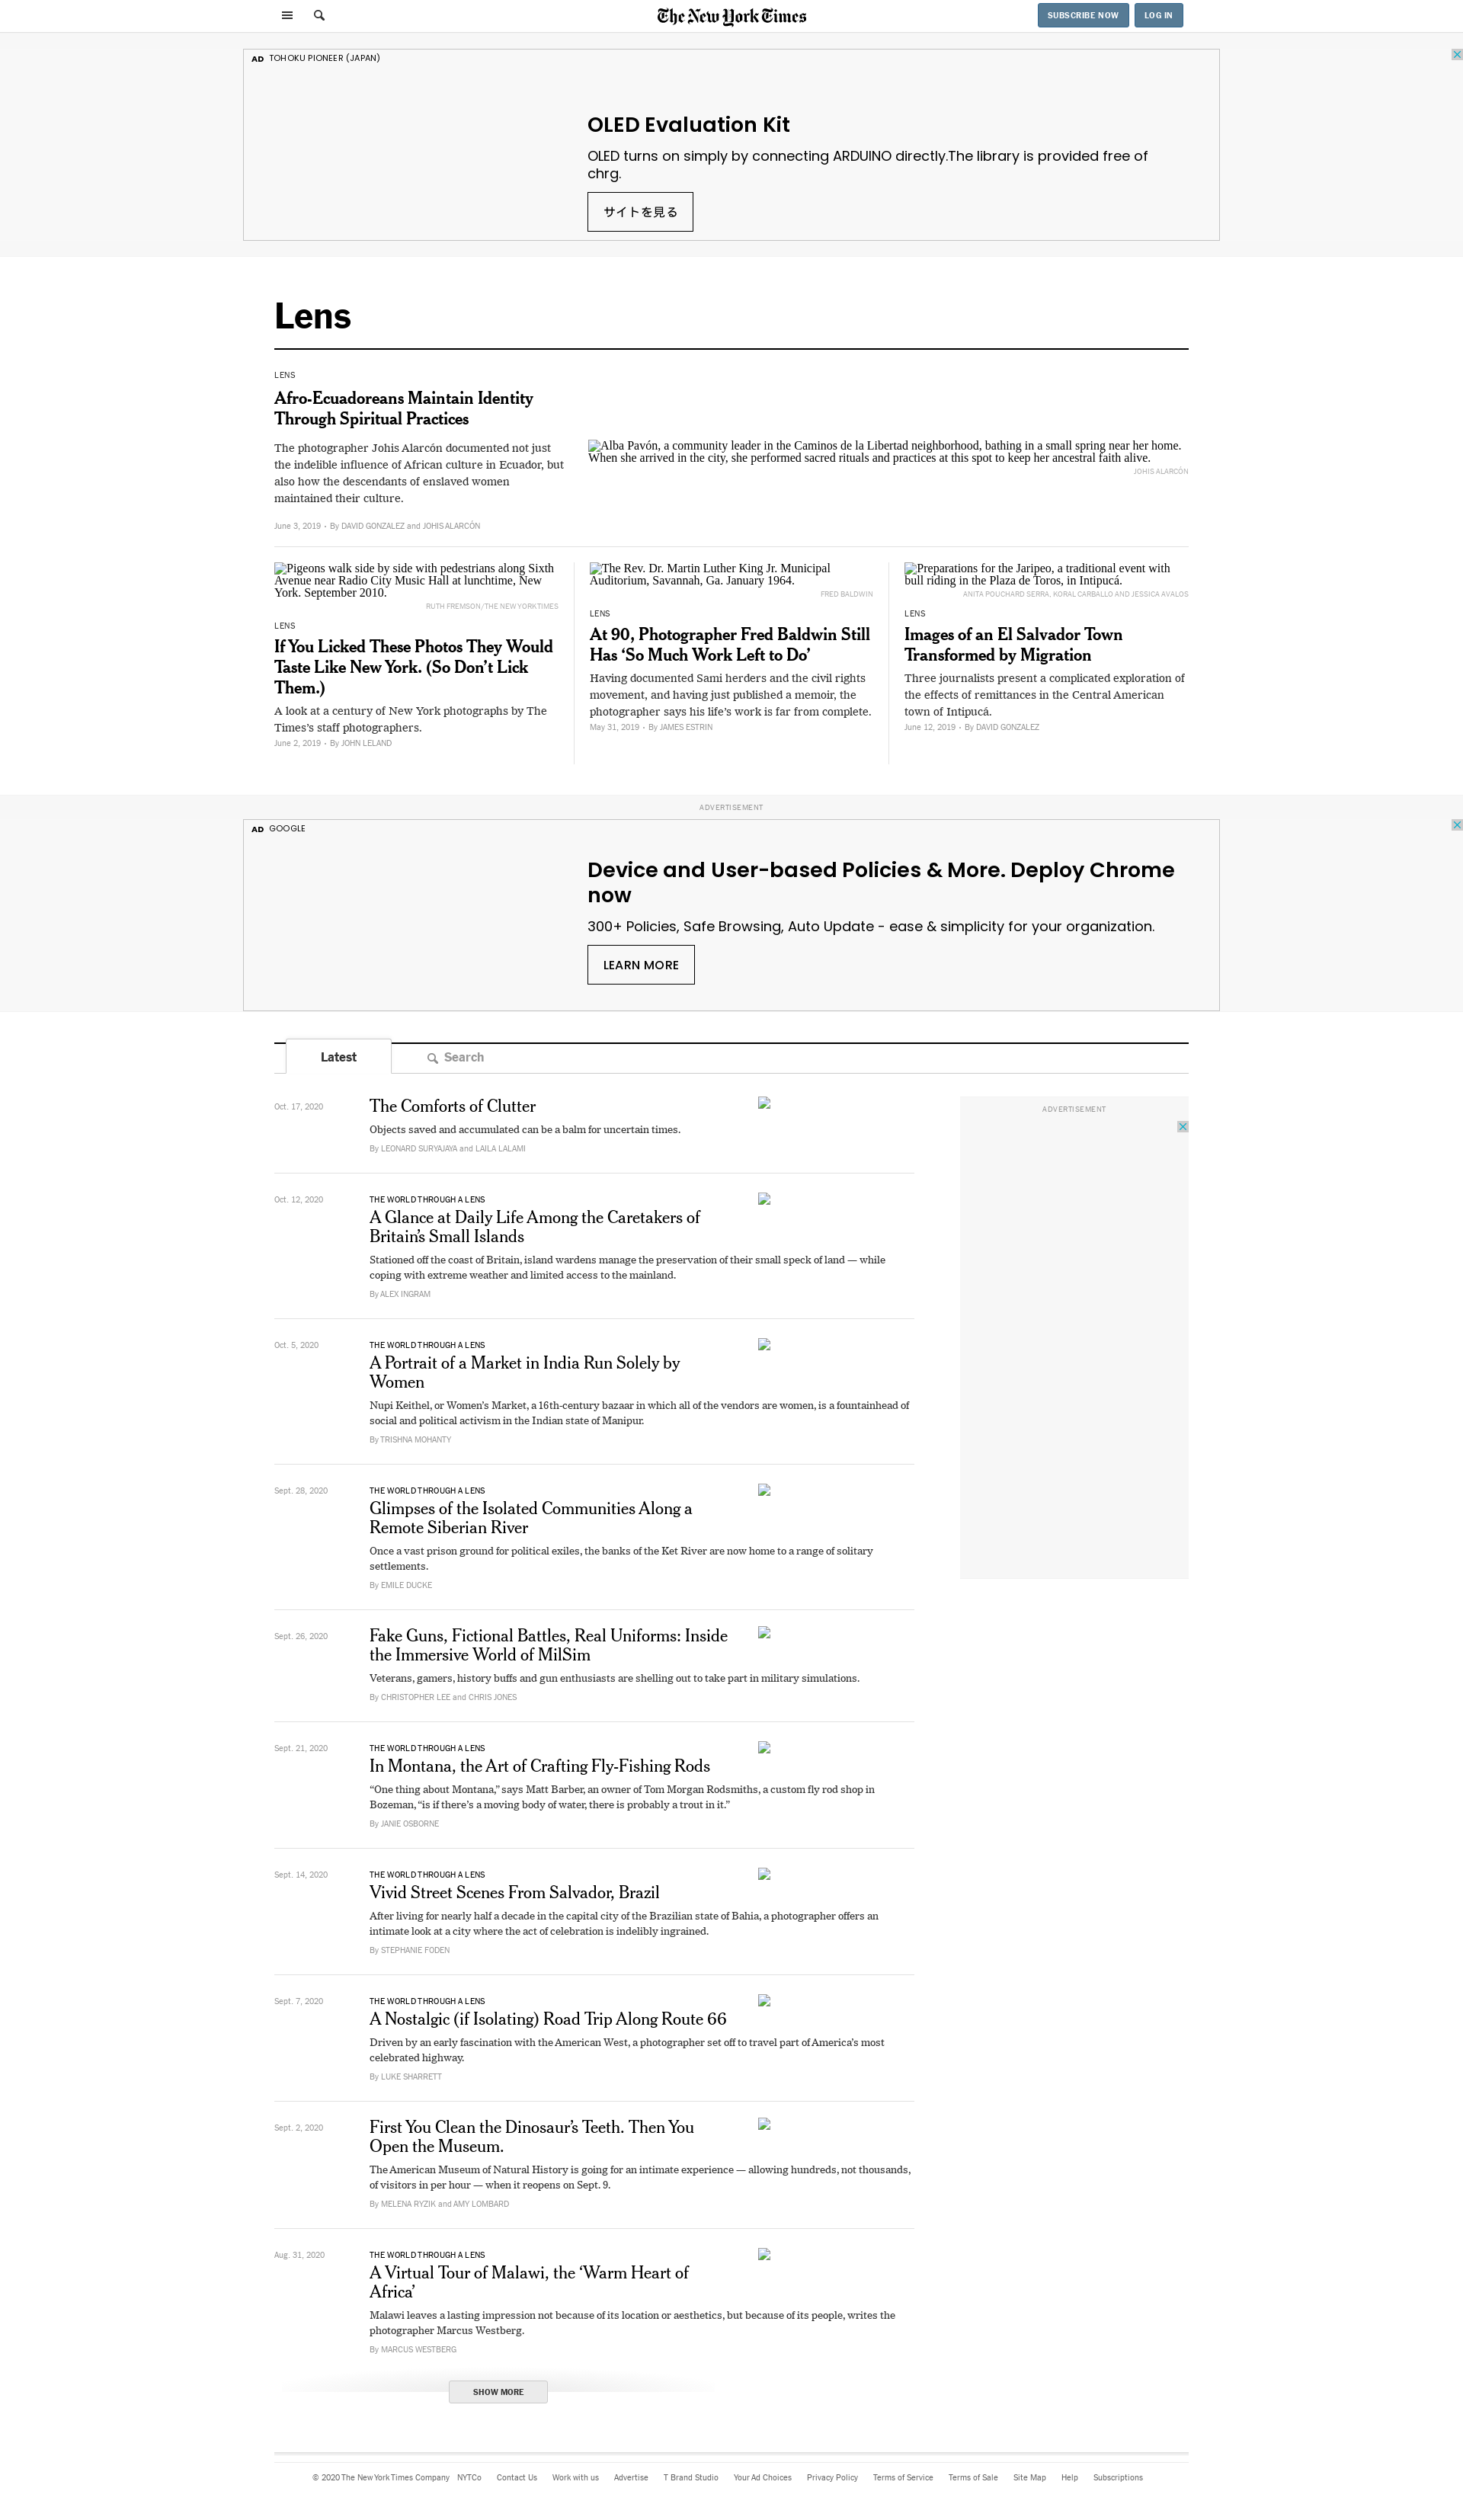 The New York Times
SUBSCRIBE NOW
LOG IN
AD TOHOKU PIONEER (JAPAN)
OLED Evaluation Kit
OLED turns on simply by connecting ARDUINO directly.The library is provided free of
chrg.
サイトを見る
Lens
LENS
Afro-Ecuadoreans Maintain Identity
Through Spiritual Practices
The photographer Johis Alarcón documented not just
the indelible influence of African culture in Ecuador, but
also how the descendants of enslaved women
maintained their culture.
June 3, 2019 • By DAVID GONZALEZ and JOHIS ALARCÓN
Alba Pavón, a community leader in the Caminos de la Libertad neighborhood, bathing in a small spring near her home.
When she arrived in the city, she performed sacred rituals and practices at this spot to keep her ancestral faith alive.
JOHIS ALARCÓN
Pigeons walk side by side with pedestrians along Sixth
Avenue near Radio City Music Hall at lunchtime, New
York. September 2010.
RUTH FREMSON/THE NEW YORK TIMES
LENS
If You Licked These Photos They Would
Taste Like New York. (So Don’t Lick
Them.)
A look at a century of New York photographs by The
Times’s staff photographers.
June 2, 2019 • By JOHN LELAND
The Rev. Dr. Martin Luther King Jr. Municipal
Auditorium, Savannah, Ga. January 1964.
FRED BALDWIN
LENS
At 90, Photographer Fred Baldwin Still
Has ‘So Much Work Left to Do’
Having documented Sami herders and the civil rights
movement, and having just published a memoir, the
photographer says his life’s work is far from complete.
May 31, 2019 • By JAMES ESTRIN
Preparations for the Jaripeo, a traditional event with
bull riding in the Plaza de Toros, in Intipucá.
ANITA POUCHARD SERRA, KORAL CARBALLO AND JESSICA AVALOS
LENS
Images of an El Salvador Town
Transformed by Migration
Three journalists present a complicated exploration of
the effects of remittances in the Central American
town of Intipucá.
June 12, 2019 • By DAVID GONZALEZ
ADVERTISEMENT
AD GOOGLE
Device and User-based Policies & More. Deploy Chrome
now
300+ Policies, Safe Browsing, Auto Update - ease & simplicity for your organization.
LEARN MORE
Latest
Search
ADVERTISEMENT
Oct. 17, 2020
The Comforts of Clutter
Objects saved and accumulated can be a balm for uncertain times.
By LEONARD SURYAJAYA and LAILA LALAMI
Oct. 12, 2020
THE WORLD THROUGH A LENS
A Glance at Daily Life Among the Caretakers of
Britain’s Small Islands
Stationed off the coast of Britain, island wardens manage the preservation of their small speck of land — while
coping with extreme weather and limited access to the mainland.
By ALEX INGRAM
Oct. 5, 2020
THE WORLD THROUGH A LENS
A Portrait of a Market in India Run Solely by
Women
Nupi Keithel, or Women’s Market, a 16th-century bazaar in which all of the vendors are women, is a fountainhead of
social and political activism in the Indian state of Manipur.
By TRISHNA MOHANTY
Sept. 28, 2020
THE WORLD THROUGH A LENS
Glimpses of the Isolated Communities Along a
Remote Siberian River
Once a vast prison ground for political exiles, the banks of the Ket River are now home to a range of solitary
settlements.
By EMILE DUCKE
Sept. 26, 2020
Fake Guns, Fictional Battles, Real Uniforms: Inside
the Immersive World of MilSim
Veterans, gamers, history buffs and gun enthusiasts are shelling out to take part in military simulations.
By CHRISTOPHER LEE and CHRIS JONES
Sept. 21, 2020
THE WORLD THROUGH A LENS
In Montana, the Art of Crafting Fly-Fishing Rods
“One thing about Montana,” says Matt Barber, an owner of Tom Morgan Rodsmiths, a custom fly rod shop in
Bozeman, “is if there’s a moving body of water, there is probably a trout in it.”
By JANIE OSBORNE
Sept. 14, 2020
THE WORLD THROUGH A LENS
Vivid Street Scenes From Salvador, Brazil
After living for nearly half a decade in the capital city of the Brazilian state of Bahia, a photographer offers an
intimate look at a city where the act of celebration is indelibly ingrained.
By STEPHANIE FODEN
Sept. 7, 2020
THE WORLD THROUGH A LENS
A Nostalgic (if Isolating) Road Trip Along Route 66
Driven by an early fascination with the American West, a photographer set off to travel part of America’s most
celebrated highway.
By LUKE SHARRETT
Sept. 2, 2020
First You Clean the Dinosaur’s Teeth. Then You
Open the Museum.
The American Museum of Natural History is going for an intimate experience — allowing hundreds, not thousands,
of visitors in per hour — when it reopens on Sept. 9.
By MELENA RYZIK and AMY LOMBARD
Aug. 31, 2020
THE WORLD THROUGH A LENS
A Virtual Tour of Malawi, the ‘Warm Heart of
Africa’
Malawi leaves a lasting impression not because of its location or aesthetics, but because of its people, writes the
photographer Marcus Westberg.
By MARCUS WESTBERG
SHOW MORE
© 2020 The New York Times Company NYTCo Contact Us Work with us Advertise T Brand Studio Your Ad Choices Privacy Policy Terms of Service Terms of Sale Site Map Help Subscriptions